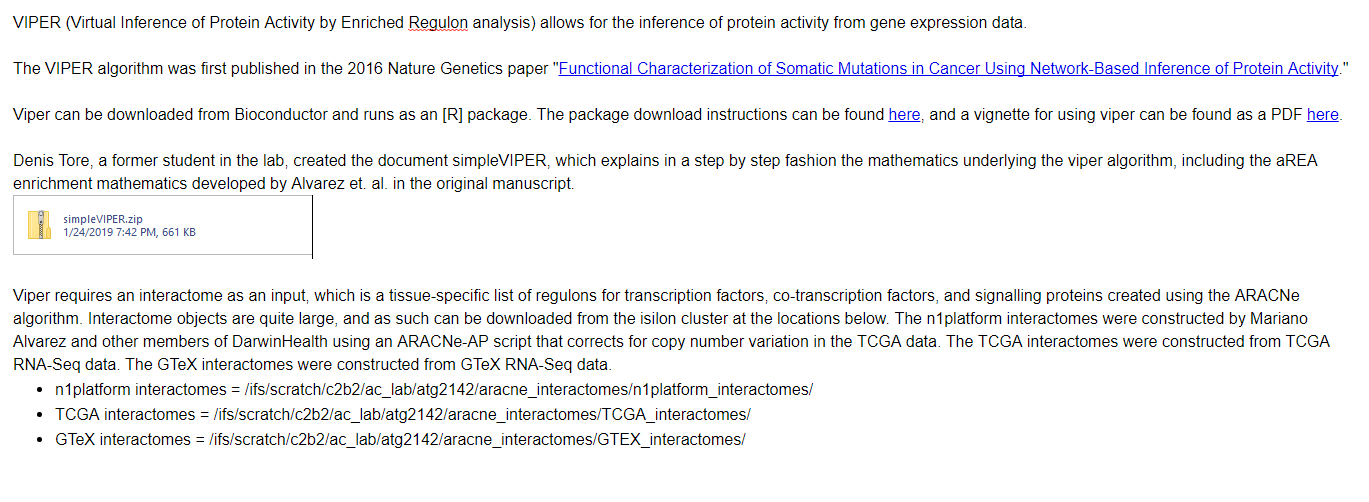 VIPER (Virtual Inference of Protein Activity by Enriched Regulon analysis) allows for the inference of protein activity from gene expression data.
The VIPER algorithm was first published in the 2016 Nature Genetics paper "Functional Characterization of Somatic Mutations in Cancer Using Network-Based Inference of Protein Activity."
Viper can be downloaded from Bioconductor and runs as an [R] package. The package download instructions can be found here, and a vignette for using viper can be found as a PDF here.
Denis Tore, a former student in the lab, created the document simpleVIPER, which explains in a step by step fashion the mathematics underlying the viper algorithm, including the aREA
enrichment mathematics developed by Alvarez et. al. in the original manuscript.
simpleVIPER.zip
1/24/2019 7:42 PM, 661 KB
Viper requires an interactome as an input, which is a tissue-specific list of regulons for transcription factors, co-transcription factors, and signalling proteins created using the ARACNe
algorithm. Interactome objects are quite large, and as such can be downloaded from the isilon cluster at the locations below. The n1platform interactomes were constructed by Mariano
Alvarez and other members of DarwinHealth using an ARACNe-AP script that corrects for copy number variation in the TCGA data. The TCGA interactomes were constructed from TCGA
RNA-Seq data. The GTeX interactomes were constructed from GTeX RNA-Seq data.
• n1platform interactomes = /ifs/scratch/c2b2/ac_lab/atg2142/aracne_interactomes/n1platform_interactomes/
• TCGA interactomes = /ifs/scratch/c2b2/ac_lab/atg2142/aracne_interactomes/TCGA_interactomes/
• GTeX interactomes = /ifs/scratch/c2b2/ac_lab/atg2142/aracne_interactomes/GTEX_interactomes/